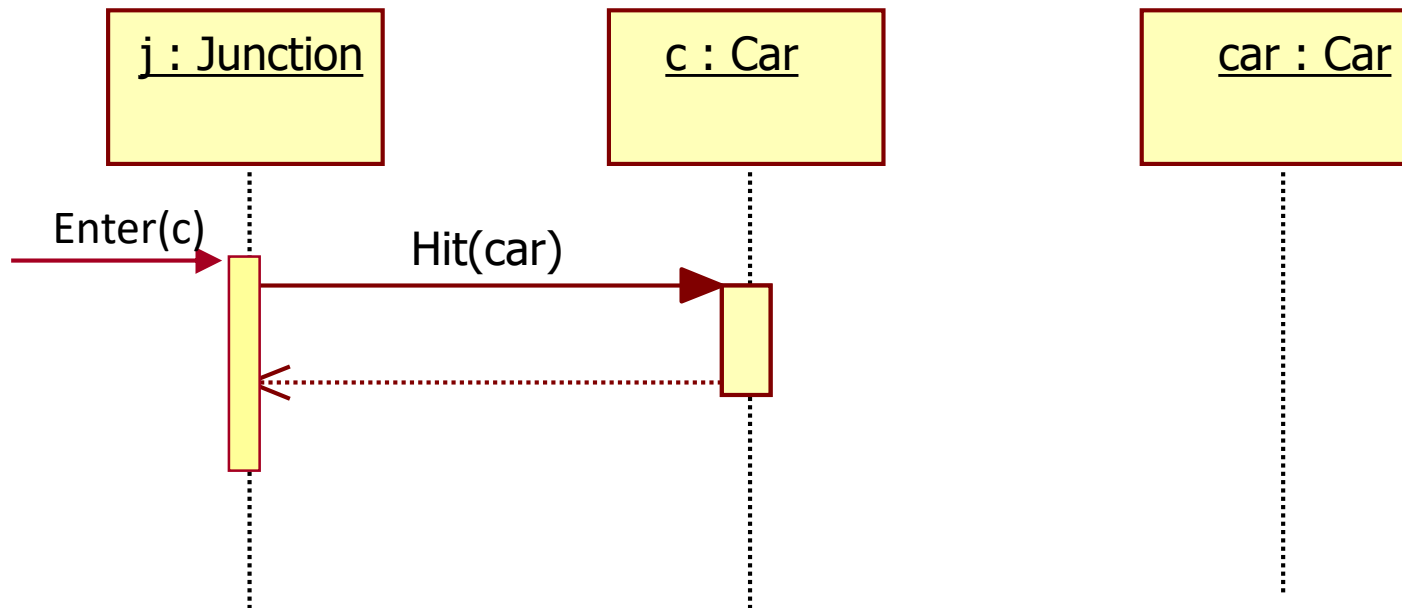 j : Junction
c : Car
car : Car
Enter(c)
Hit(car)